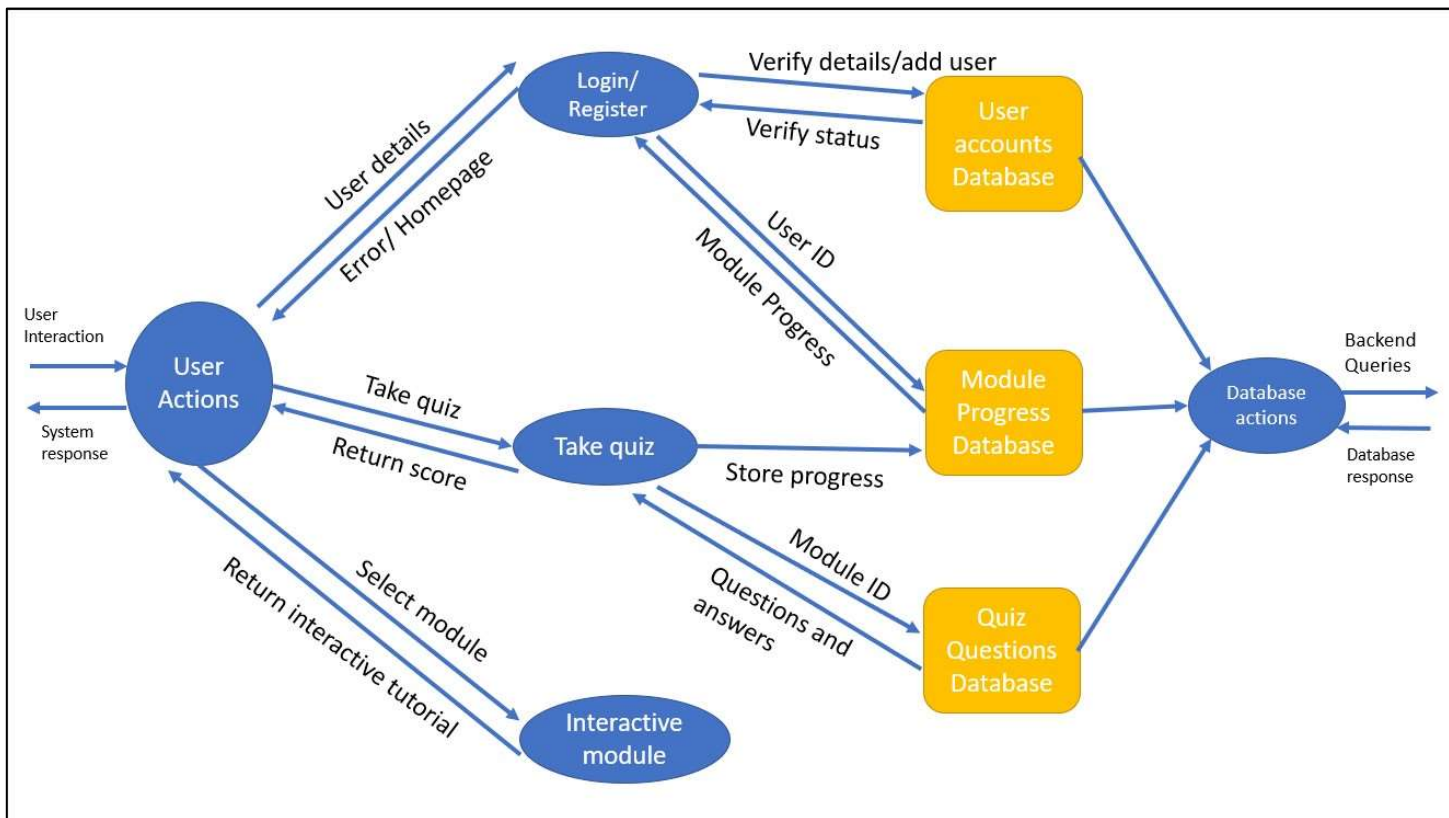 User
Interaction
System
response
User
Actions
User details
Error/ Homepage
Login/
Register
Verify details/add user
Verify status
User
accounts
Database
User ID
Module Progress
Take quiz
Return score
Take quiz
Store progress
Module
Progress
Database
Module ID
Questions and
answers
Quiz
Questions
Database
Select module
Return interactive tutorial
Interactive
module
Database
actions
Backend
Queries
Database
response